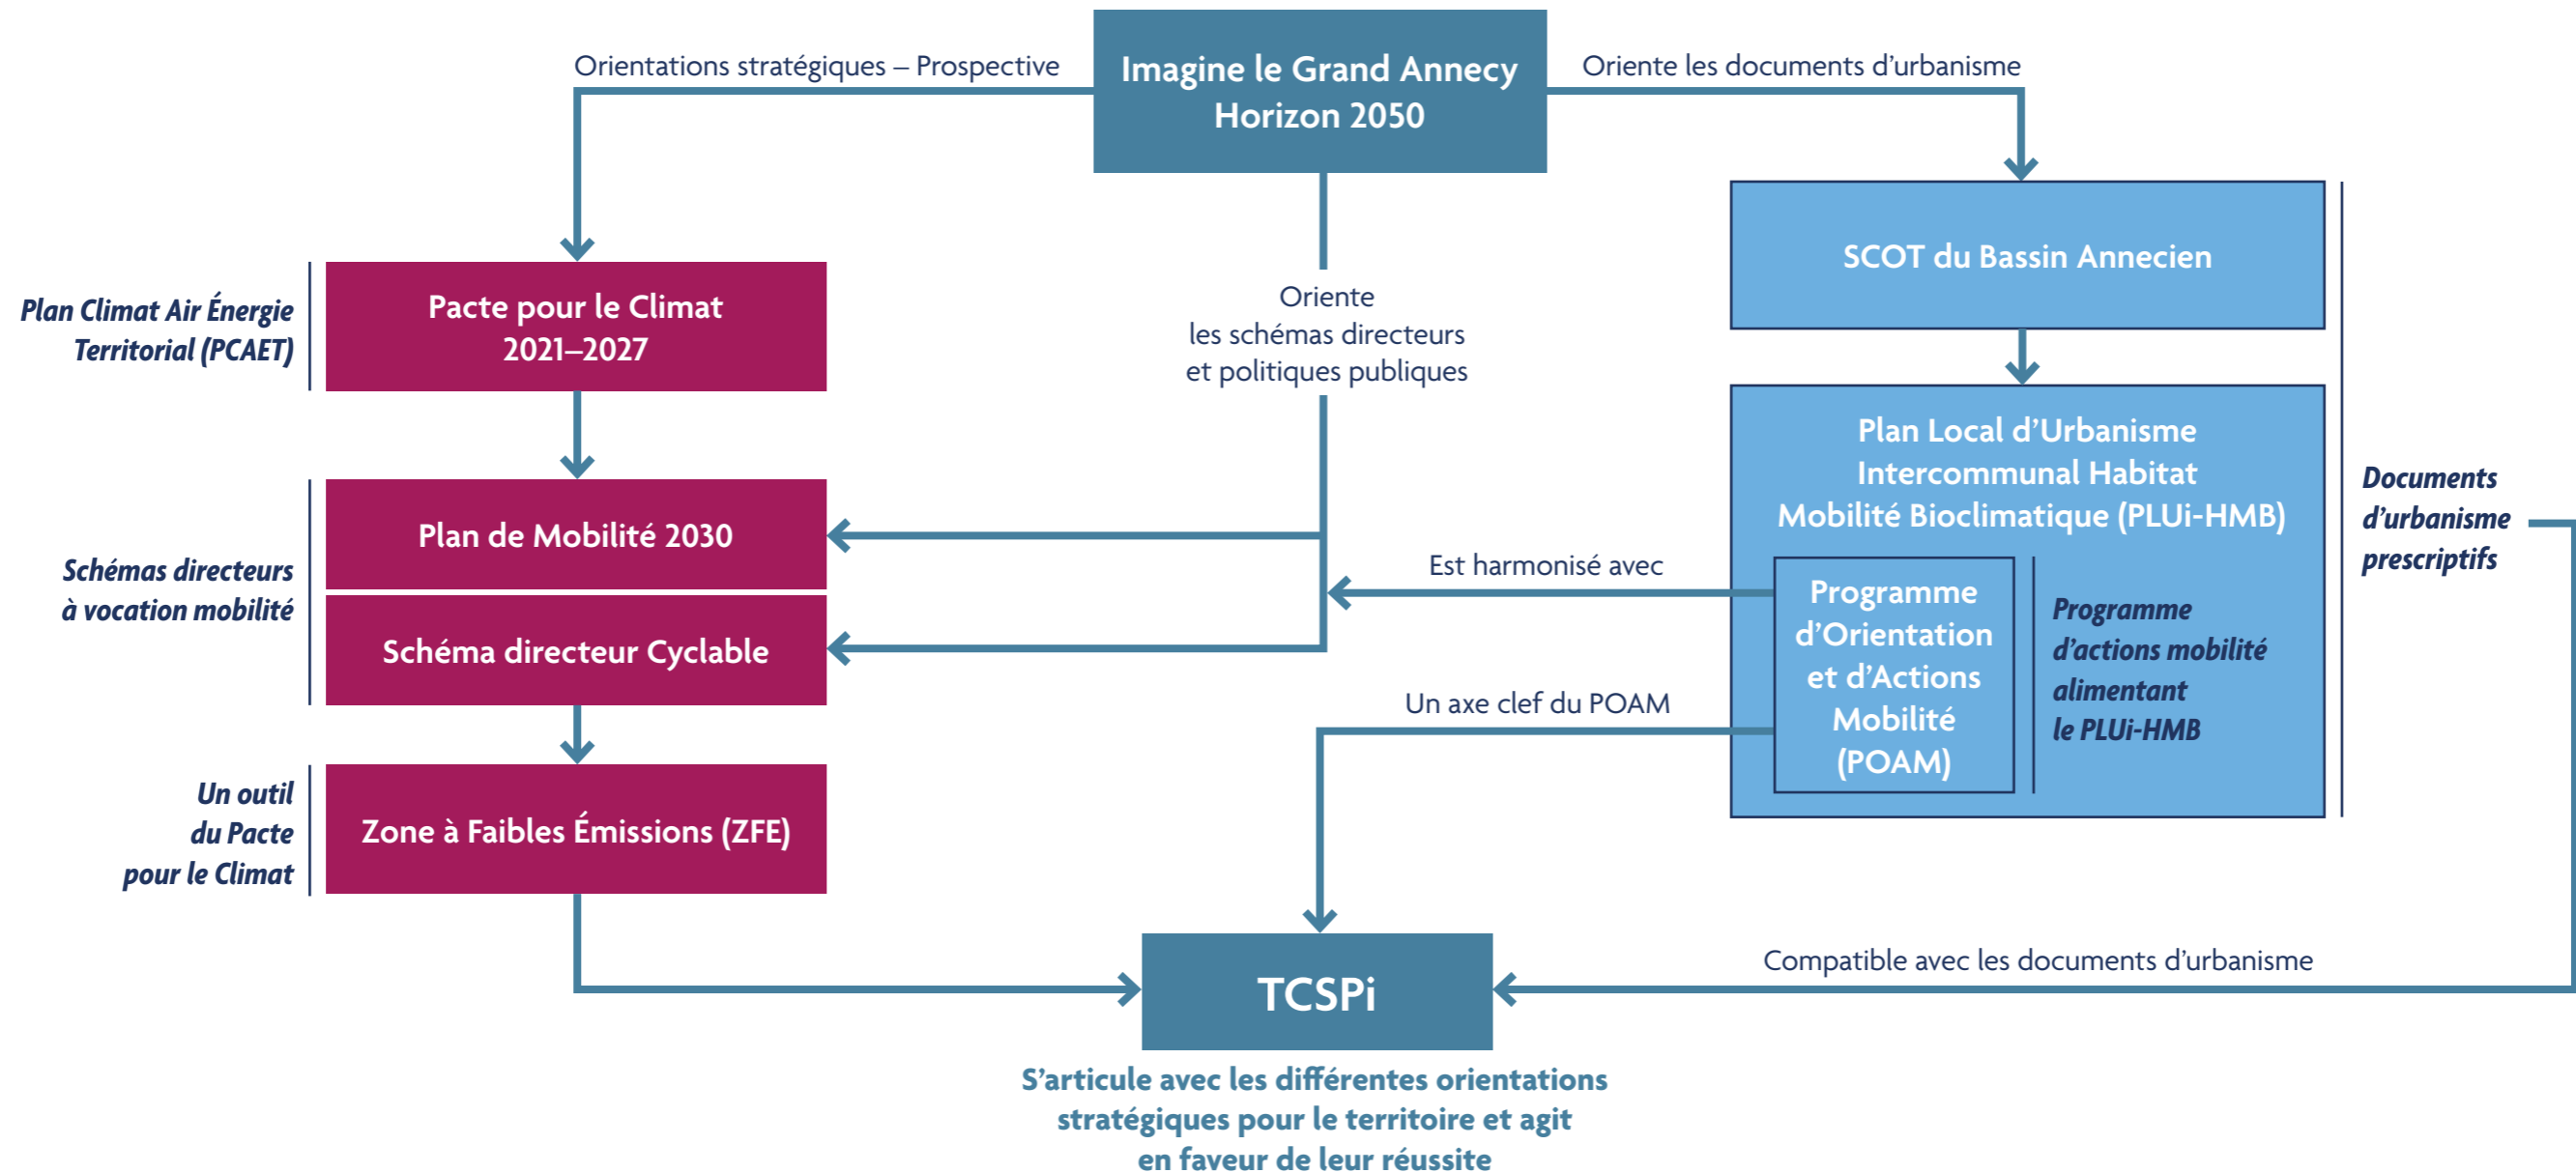 Orientations stratégiques – Prospective
Imagine le Grand Annecy
Horizon 2050
Oriente les documents d’urbanisme
Plan Climat Air Énergie
Territorial (PCAET)
Pacte pour le Climat
2021–2027
Oriente
les schémas directeurs
et politiques publiques
SCOT du Bassin Annecien
Schémas directeurs
à vocation mobilité
Plan de Mobilité 2030
Schéma directeur Cyclable
Plan Local d’Urbanisme
Intercommunal Habitat
Mobilité Bioclimatique (PLUi-HMB)
Est harmonisé avec
Un axe clef du POAM
Programme
d’Orientation
et d’Actions
Mobilité
(POAM)
Programme
d’actions mobilité
alimentant
le PLUi-HMB
Documents
d’urbanisme
prescriptifs
Un outil
du Pacte
pour le Climat
Zone à Faibles Émissions (ZFE)
TCSPi
Compatible avec les documents d’urbanisme
S’articule avec les différentes orientations
stratégiques pour le territoire et agit
en faveur de leur réussite